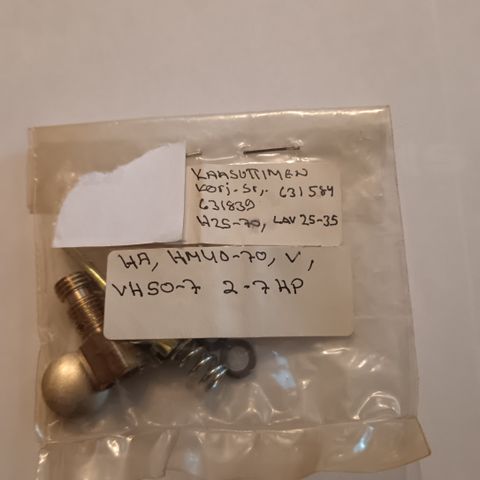 KAASUTTIMEN
Korj-Sr,. 631584
631839
H25-70, LAV 25-35
HA, HM40-70, V,
VH50-7 2-7 HP